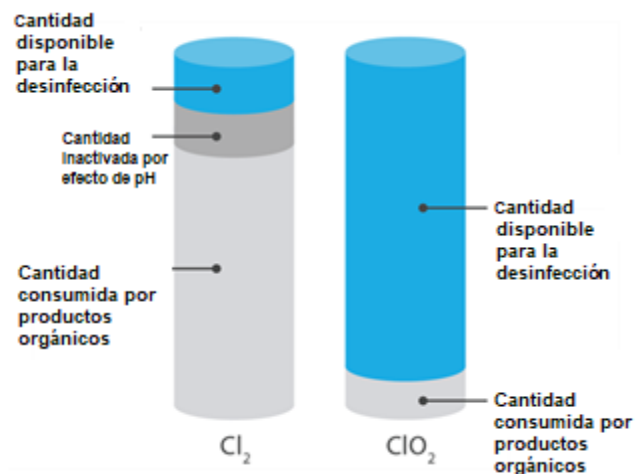 Cantidad
disponible
para la
desinfección
Cantidad
inactivada por
efecto de pH
Cantidad
consumida por
productos
orgánicos
Cl₂
Cantidad
disponible
para la
desinfección
Cantidad
consumida por
productos
orgánicos
ClO₂